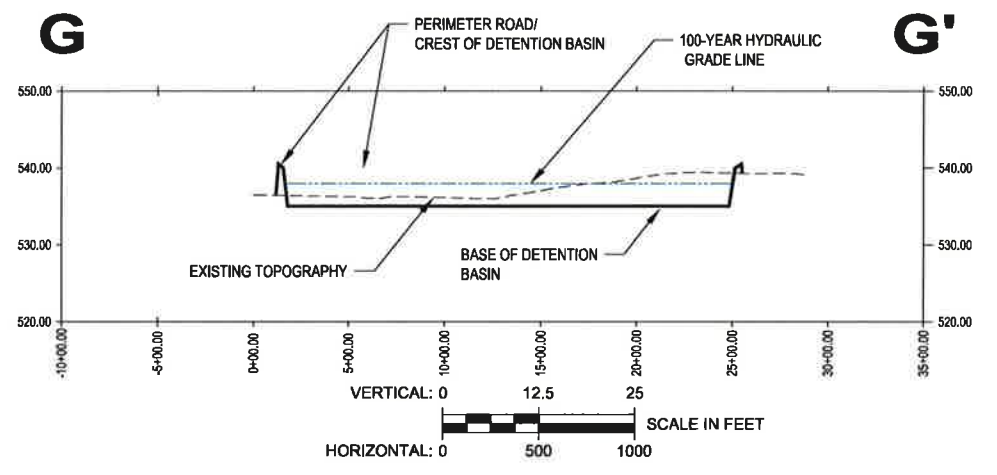 G
G'
PERIMETER ROAD/
CREST OF DETENTION BASIN
100-YEAR HYDRAULIC
GRADE LINE
550.00
550.00
540.00
540.00
530.00
530.00
520.00
520.00
EXISTING TOPOGRAPHY
BASE OF DETENTION
BASIN
-10+00.00
-5+00.00
0+00.00
5+00.00
10+00.00
15+00.00
20+00.00
25+00.00
30+00.00
35+00.00
VERTICAL: 0 12.5 25
SCALE IN FEET
HORIZONTAL: 0 500 1000